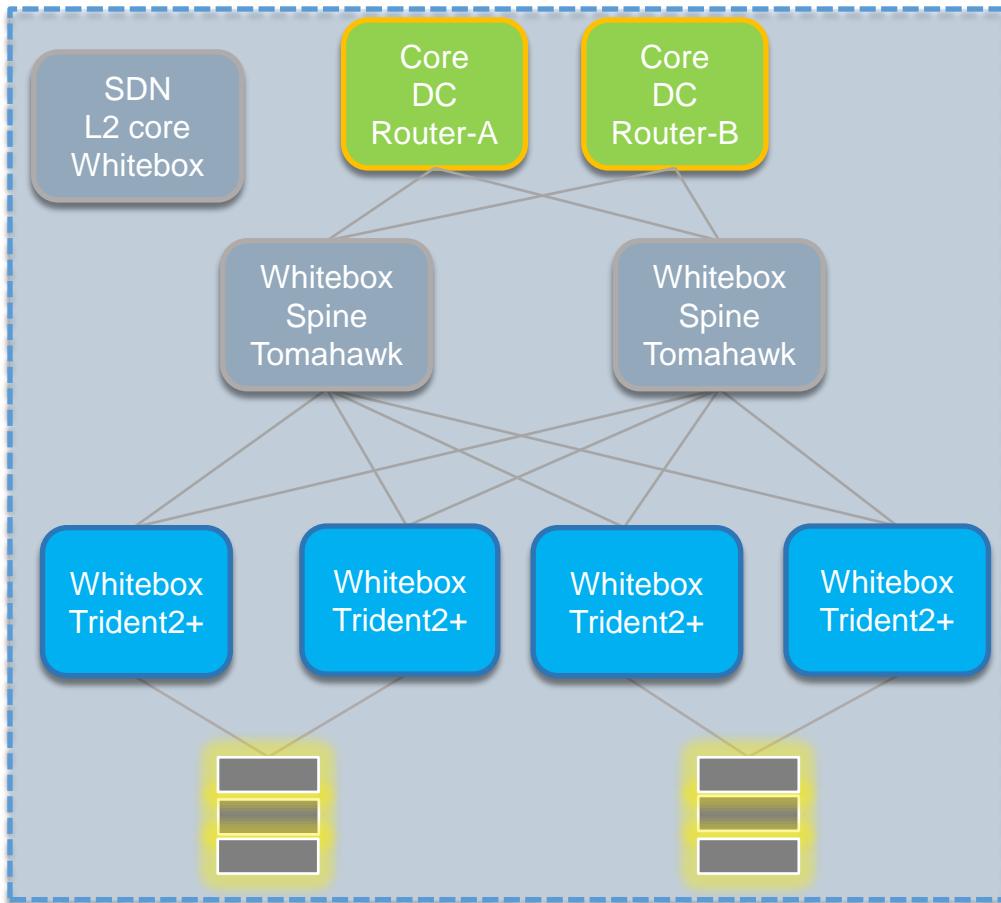 SDN
L2 core
Whitebox
Core
DC
Router-A
Core
DC
Router-B
Whitebox
Spine
Tomahawk
Whitebox
Spine
Tomahawk
Whitebox
Trident2+
Whitebox
Trident2+
Whitebox
Trident2+
Whitebox
Trident2+